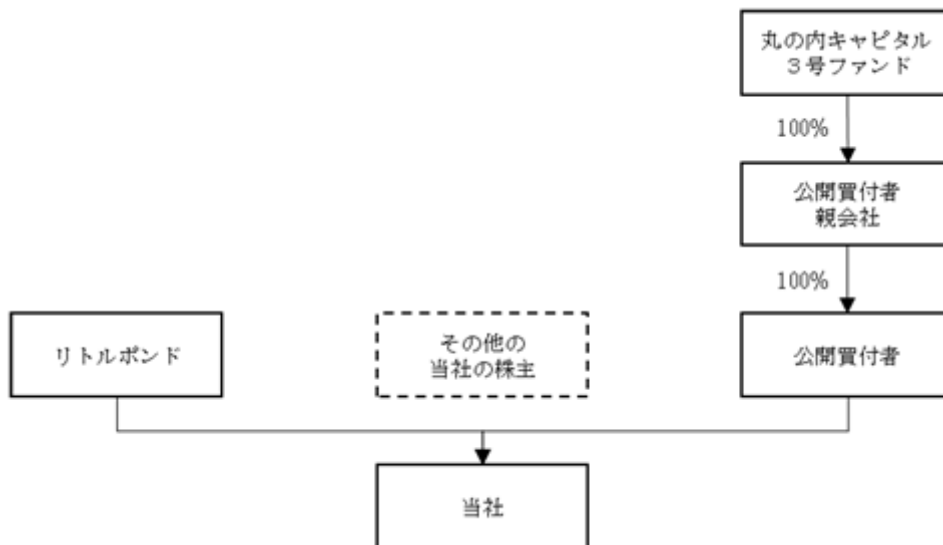 丸の内キャピタル
３号ファンド
100%
公開買付者
親会社
100%
リトルポンド
その他の
当社の株主
公開買付者
当社